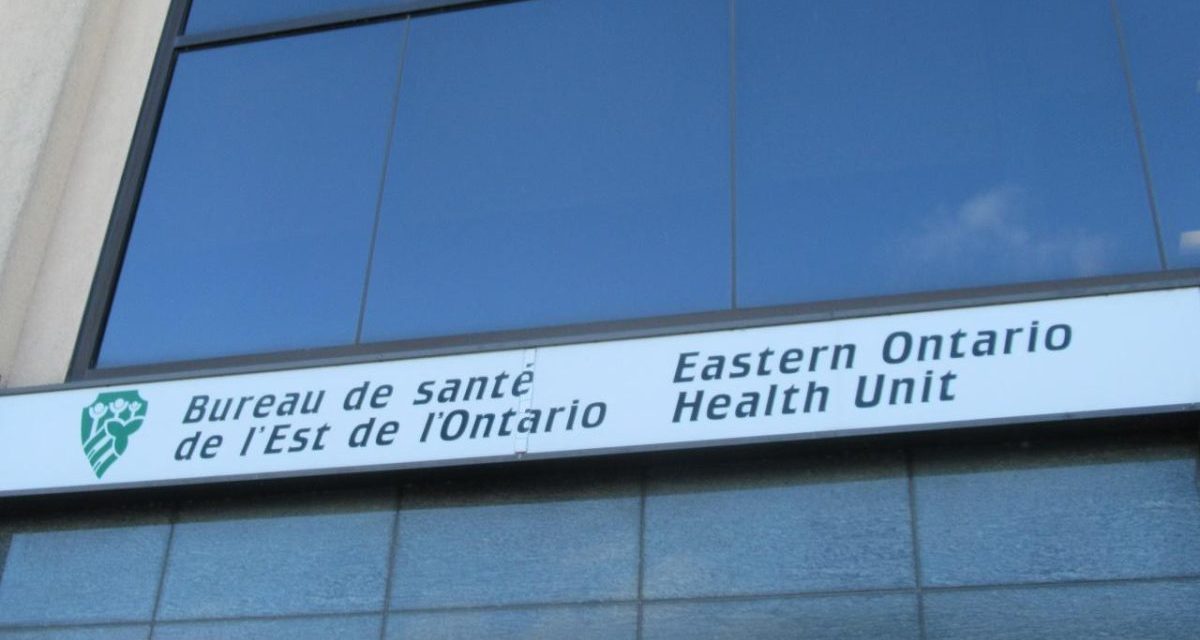 Bureau de santé
de l'Est de l'Ontario
Eastern Ontario
Health Unit